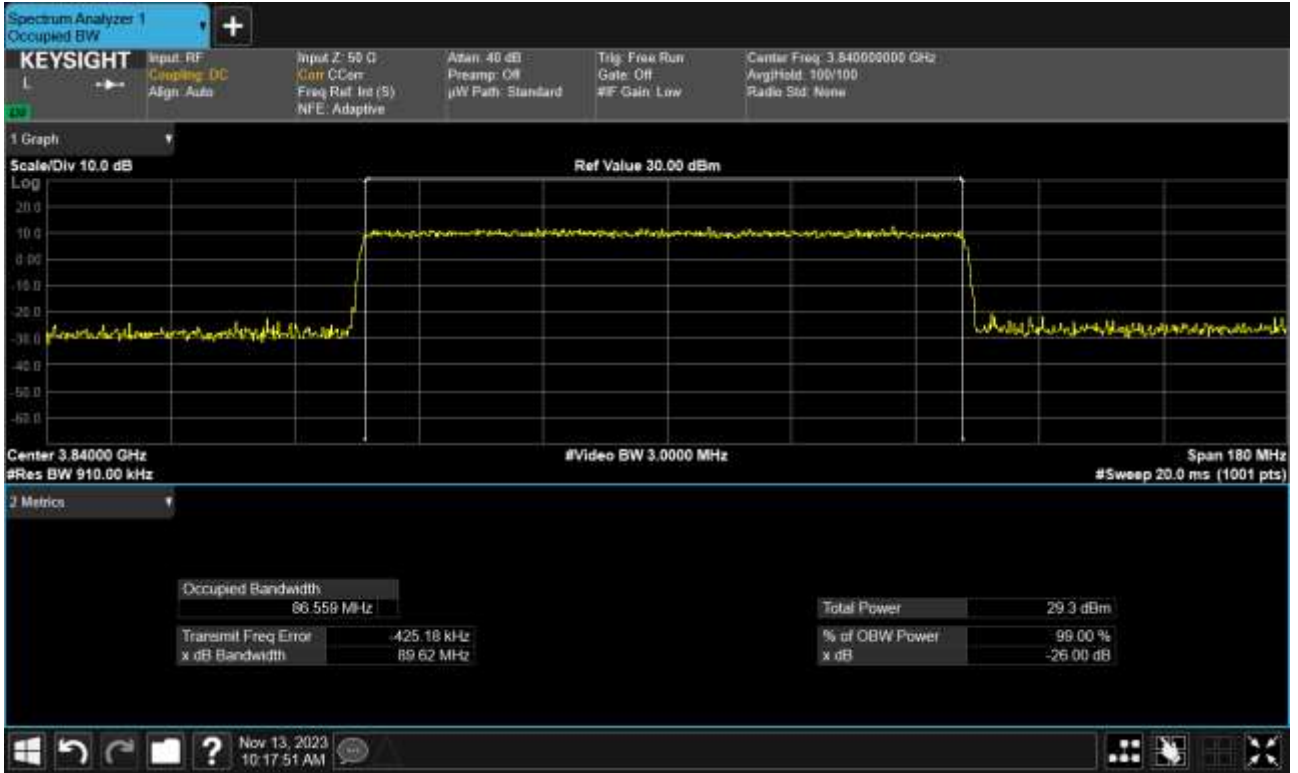 Spectrum Analyzer 1
Occupied BW
KEYSIGHT
L
Input: RF
Coupling: DC
Align: Auto
Input Z: 50 Ω
Corr CCorr
Freq Ref: Int (S)
NFE: Adaptive
Atten: 40 dB
Preamp: Off
µW Path: Standard
Trig: Free Run
Gate: Off
#IF Gain: Low
Center Freq: 3.840000000 GHz
Avg|Hold: 100/100
Radio Std: None
1 Graph
Scale/Div 10.0 dB
Ref Value 30.00 dBm
Log
20.0
10.0
0.00
-10.0
-20.0
-30.0
-40.0
-50.0
-60.0
Center 3.84000 GHz
#Video BW 3.0000 MHz
Span 180 MHz
#Res BW 910.00 kHz
#Sweep 20.0 ms (1001 pts)
2 Metrics
Occupied Bandwidth
86.559 MHz
Total Power 29.3 dBm
Transmit Freq Error -425.18 kHz
% of OBW Power 99.00 %
x dB Bandwidth 89.62 MHz
x dB -26.00 dB
Nov 13, 2023
10:17:51 AM